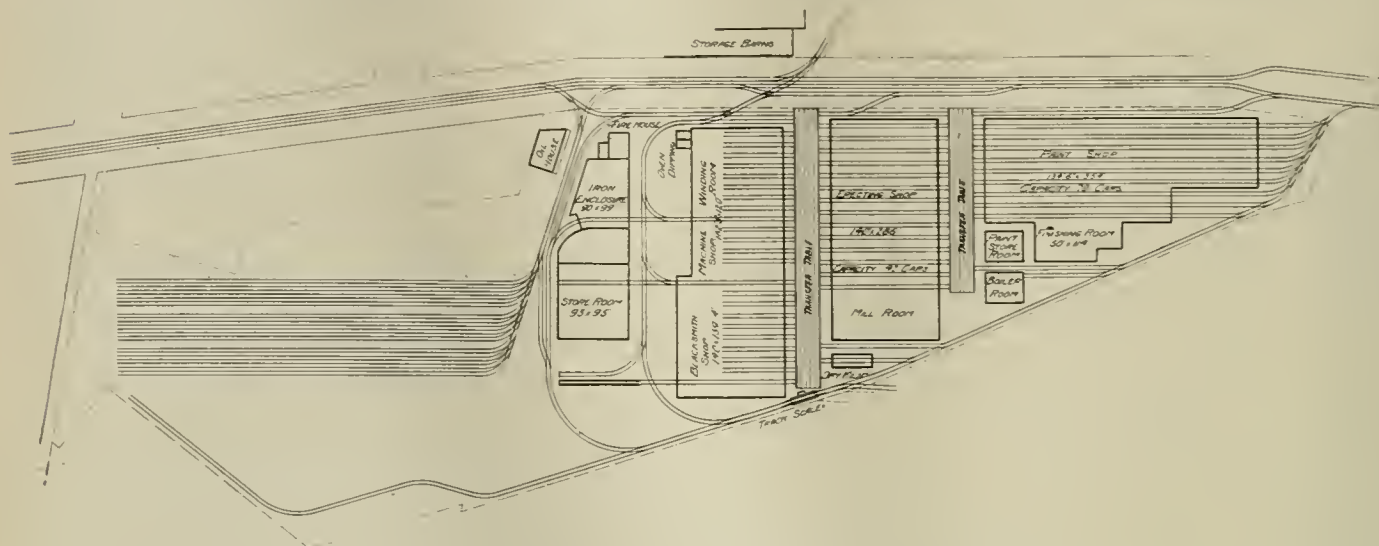 STORAGE BARNS
OIL
HOUSE
HOUSE
IRON
ENCLOSURE
90 x 99
STORE ROOM
93 x 95
OVEN
DIPPING
WINDING
ROOM
MACHINE
SHOP
BLACKSMITH
SHOP
TRANSFER TABLE
ERECTING SHOP
CAPACITY CARS
MILL ROOM
DRY KILN
TRACK SCALE
TRANSFER TABLE
PAINT SHOP
CAPACITY CARS
FINISHING ROOM
PAINT
STORE
ROOM
BOILER
ROOM